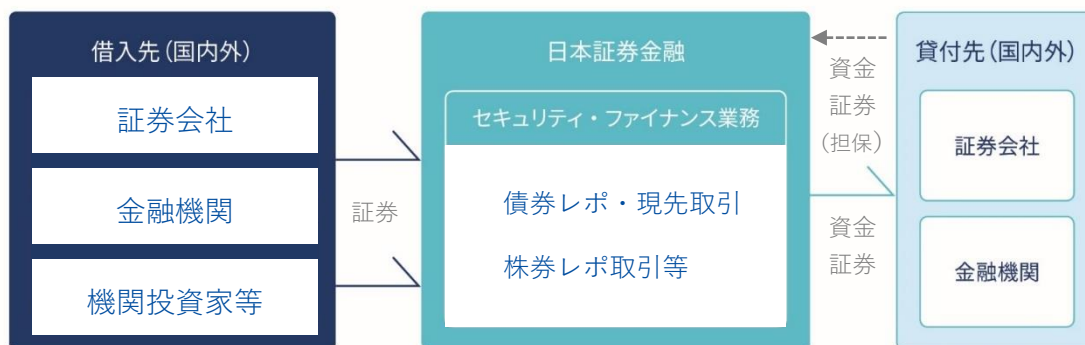 借入先(国内外)
証券会社
金融機関
機関投資家等
証券
日本証券金融
セキュリティ・ファイナンス業務
債券レポ・現先取引
株券レポ取引等
資金
証券
(担保)
資金
証券
貸付先(国内外)
証券会社
金融機関